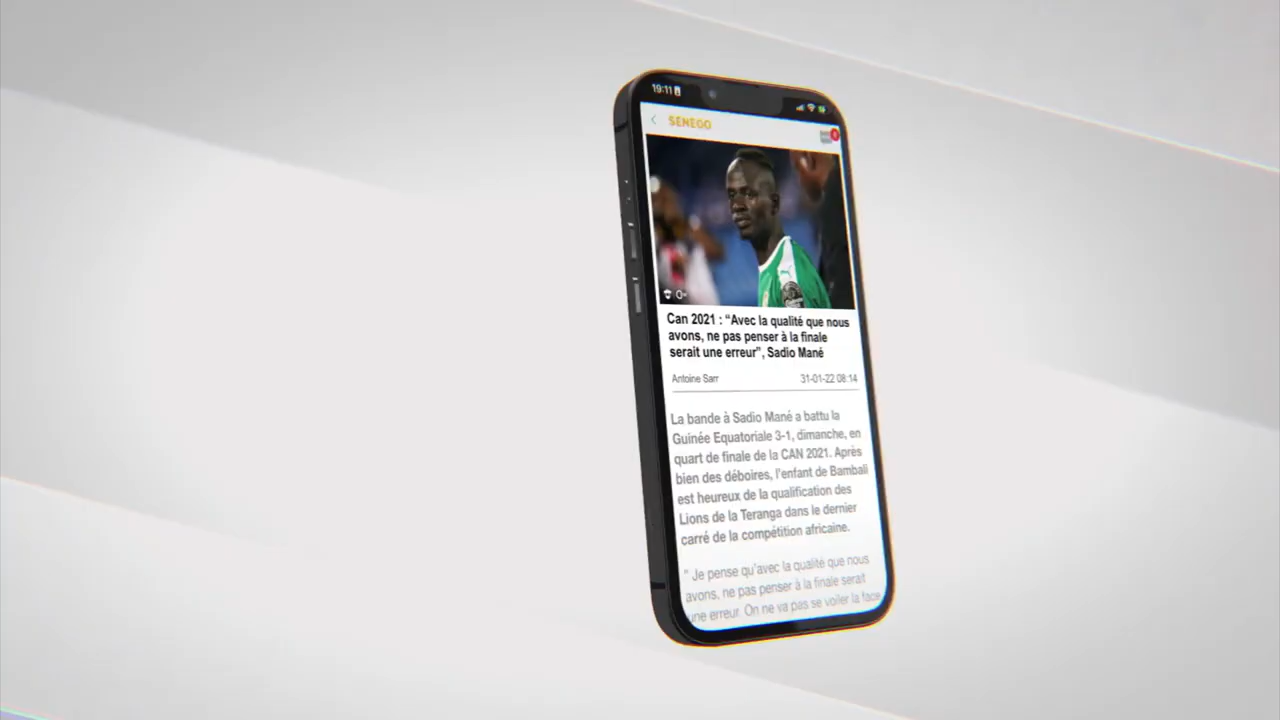 19:11
SENEGO
Can 2021 : “Avec la qualité que nous
avons, ne pas penser à la finale
serait une erreur”, Sadio Mané
Antoine Sarr 31-01-22 08:14
La bande à Sadio Mané a battu la
Guinée Equatoriale 3-1, dimanche, en
quart de finale de la CAN 2021. Après
bien des déboires, l’enfant de Bambali
est heureux de la qualification des
Lions de la Teranga dans le dernier
carré de la compétition africaine.
“ Je pense qu’avec la qualité que nous
avons, ne pas penser à la finale serait
une erreur. On ne va pas se voiler la face